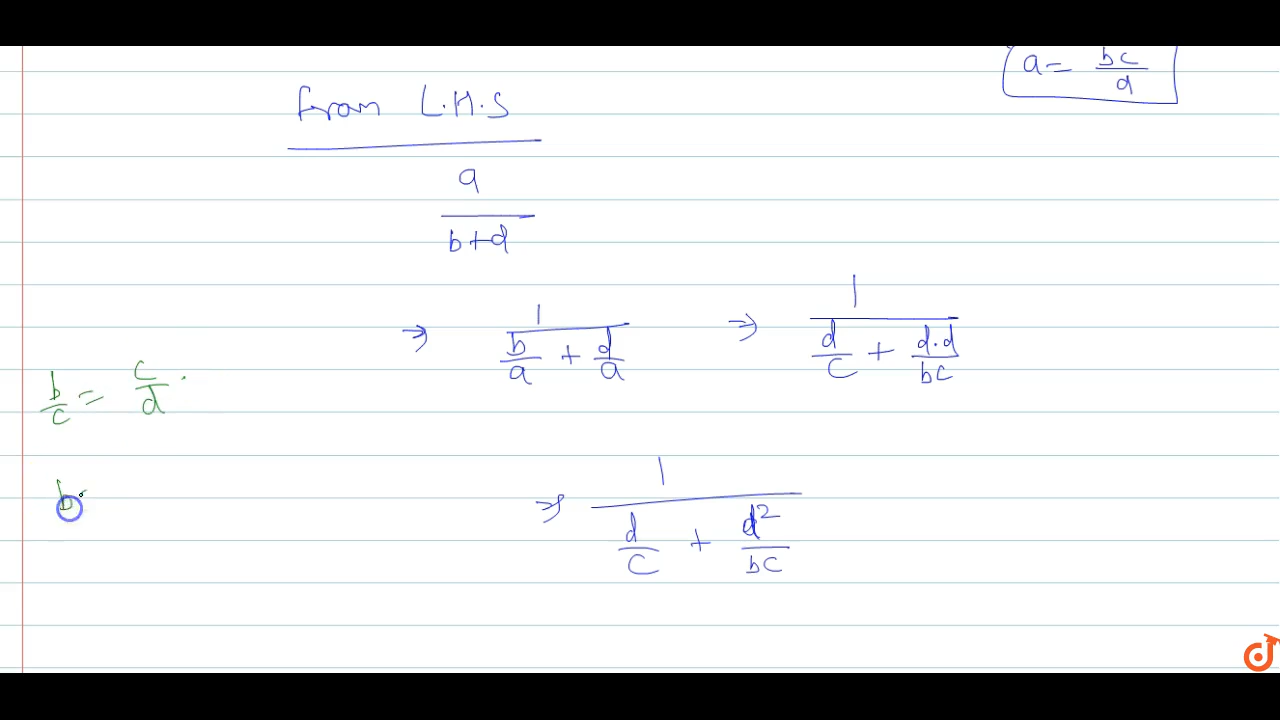 a = bc/d
From L.H.S
a/(b+d)
⇒ 1/(b/a + d/a) ⇒ 1/(d/c + d·d/bc)
b/c = c/d
b
⇒ 1/(d/c + d²/bc)